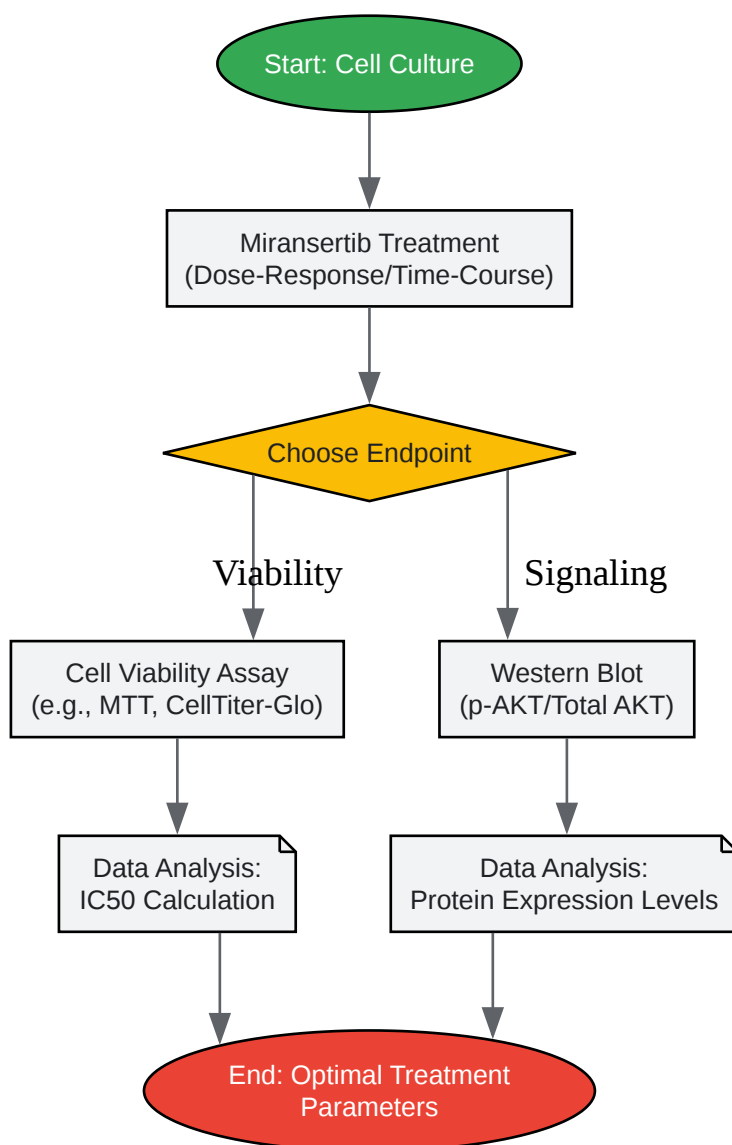 Start: Cell Culture
Miransertib Treatment
(Dose-Response/Time-Course)
Choose Endpoint
Viability
Signaling
Cell Viability Assay
(e.g., MTT, CellTiter-Glo)
Western Blot
(p-AKT/Total AKT)
Data Analysis:
IC50 Calculation
Data Analysis:
Protein Expression Levels
End: Optimal Treatment
Parameters